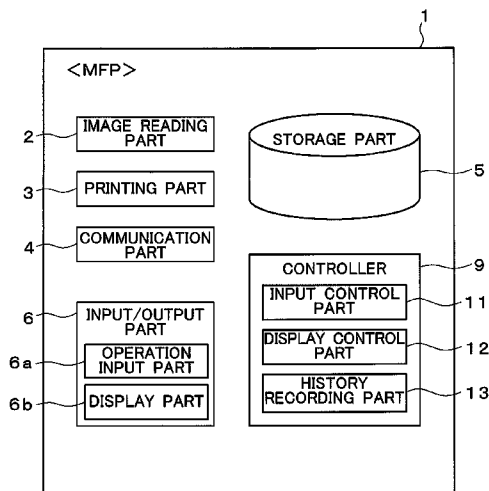 1
<MFP>
2
IMAGE READING
PART
3
PRINTING PART
4
COMMUNICATION
PART
6
INPUT/OUTPUT
PART
6a
OPERATION
INPUT PART
6b
DISPLAY PART
STORAGE PART
5
CONTROLLER
9
INPUT CONTROL
PART
11
DISPLAY CONTROL
PART
12
HISTORY
RECORDING PART
13